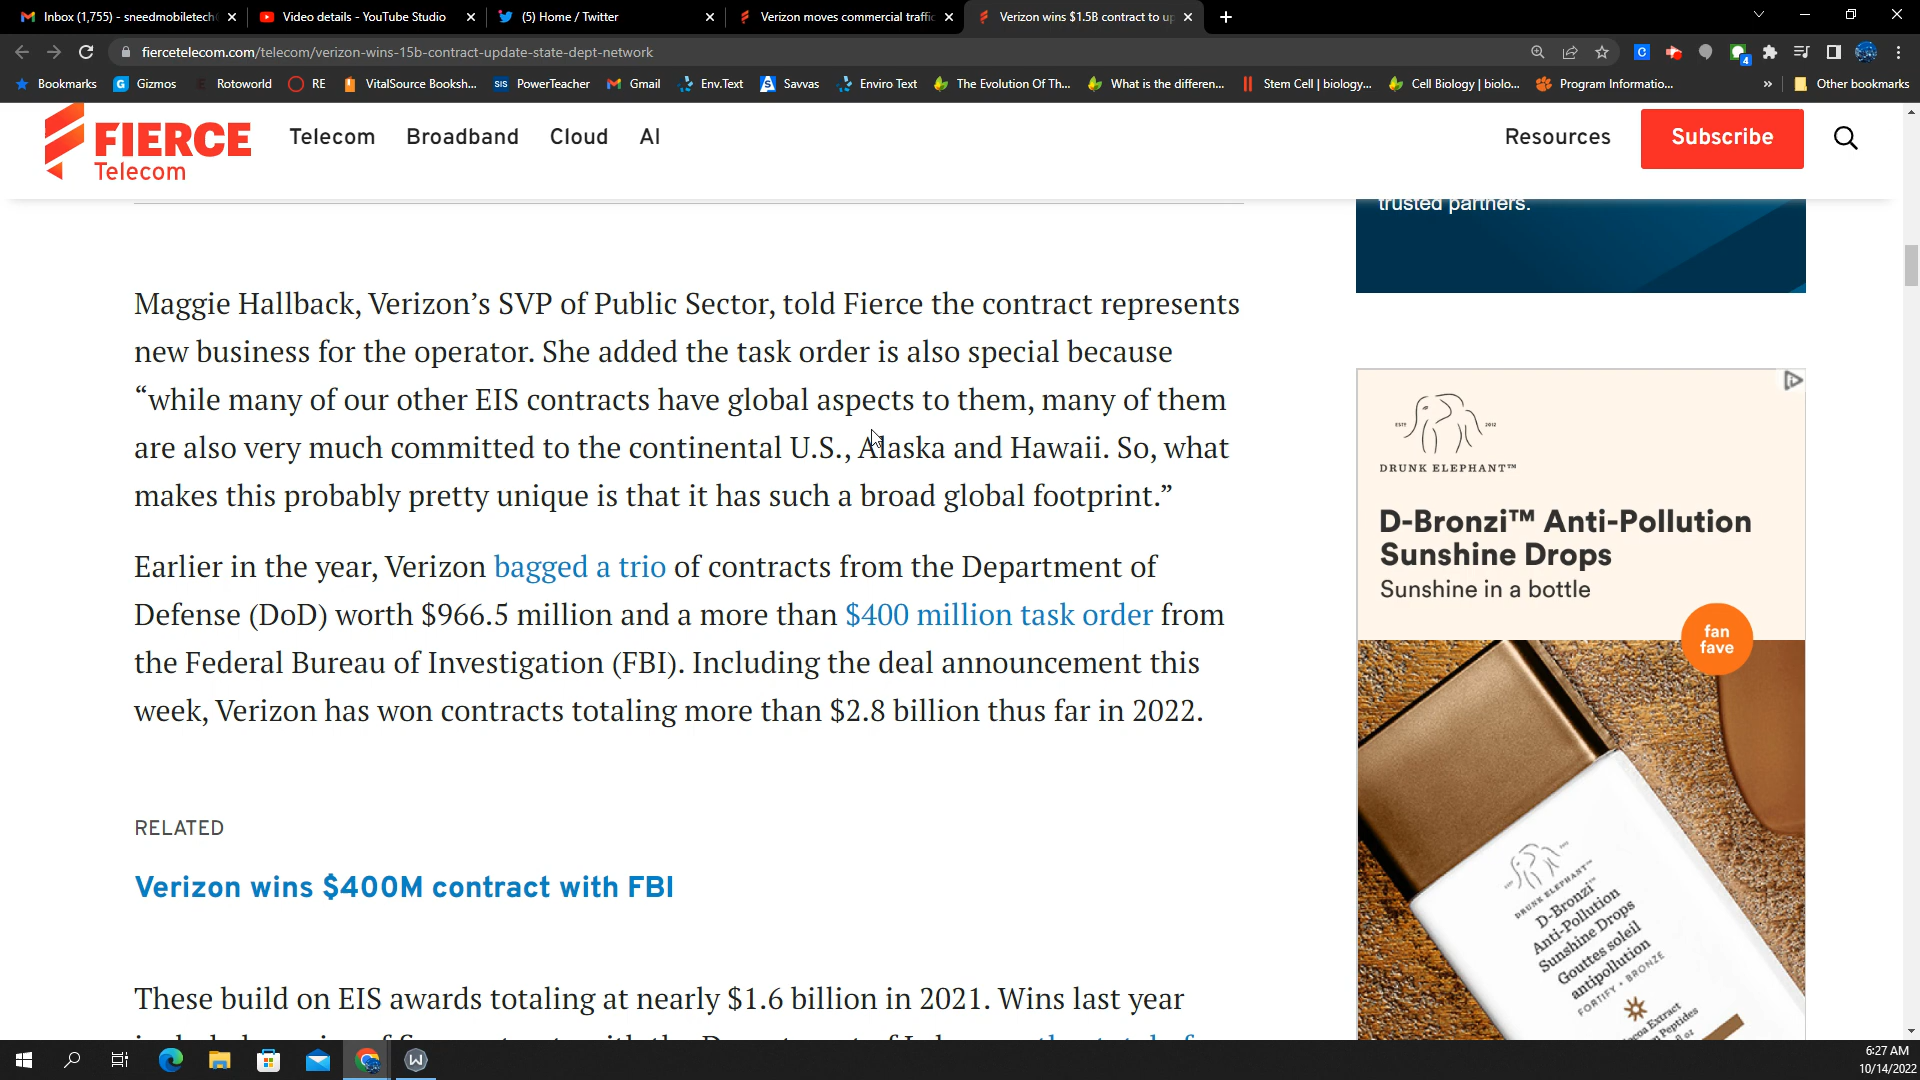 Inbox (1,755) - sneedmobiletech
Video details - YouTube Studio
(5) Home / Twitter
Verizon moves commercial traffic
Verizon wins $1.5B contract to up
fiercetelecom.com/telecom/verizon-wins-15b-contract-update-state-dept-network
Bookmarks
Gizmos
Rotoworld
RE
VitalSource Booksh...
SIS
PowerTeacher
Gmail
Env.Text
Savvas
Enviro Text
The Evolution Of Th...
What is the differen...
Stem Cell | biology...
Cell Biology | biolo...
Program Informatio...
»
Other bookmarks
FIERCE
Telecom
Telecom
Broadband
Cloud
AI
Resources
Subscribe
trusted partners.
Maggie Hallback, Verizon’s SVP of Public Sector, told Fierce the contract represents
new business for the operator. She added the task order is also special because
“while many of our other EIS contracts have global aspects to them, many of them
are also very much committed to the continental U.S., Alaska and Hawaii. So, what
makes this probably pretty unique is that it has such a broad global footprint.”
Earlier in the year, Verizon bagged a trio of contracts from the Department of
Defense (DoD) worth $966.5 million and a more than $400 million task order from
the Federal Bureau of Investigation (FBI). Including the deal announcement this
week, Verizon has won contracts totaling more than $2.8 billion thus far in 2022.
RELATED
Verizon wins $400M contract with FBI
These build on EIS awards totaling at nearly $1.6 billion in 2021. Wins last year
ESTD 2012
DRUNK ELEPHANT™
D-Bronzi™ Anti-Pollution
Sunshine Drops
Sunshine in a bottle
fan
fave
DRUNK ELEPHANT™
D-Bronzi™
Anti-Pollution
Sunshine Drops
Gouttes soleil
antipollution
FORTIFY + BRONZE
6:27 AM
10/14/2022